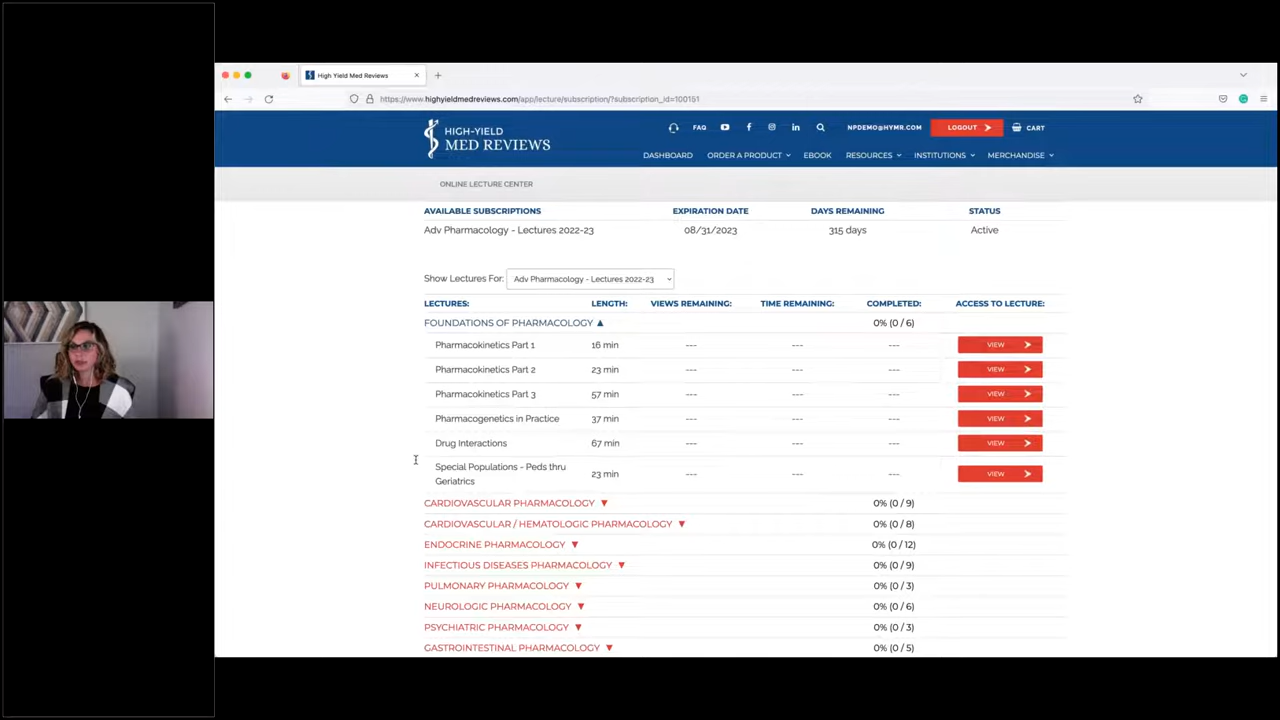 High Yield Med Reviews
https://www.highyieldmedreviews.com/app/lecture/subscription/?subscription_id=100151
HIGH-YIELD
MED REVIEWS
FAQ
NPDEMO@HYMR.COM
LOGOUT
CART
DASHBOARD ORDER A PRODUCT EBOOK RESOURCES INSTITUTIONS MERCHANDISE
ONLINE LECTURE CENTER
AVAILABLE SUBSCRIPTIONS EXPIRATION DATE DAYS REMAINING STATUS
Adv Pharmacology - Lectures 2022-23 08/31/2023 315 days Active
Show Lectures For: Adv Pharmacology - Lectures 2022-23
LECTURES: LENGTH: VIEWS REMAINING: TIME REMAINING: COMPLETED: ACCESS TO LECTURE:
FOUNDATIONS OF PHARMACOLOGY ▲ 0% (0 / 6)
Pharmacokinetics Part 1 16 min --- --- --- VIEW
Pharmacokinetics Part 2 23 min --- --- --- VIEW
Pharmacokinetics Part 3 57 min --- --- --- VIEW
Pharmacogenetics in Practice 37 min --- --- --- VIEW
Drug Interactions 67 min --- --- --- VIEW
Special Populations - Peds thru
Geriatrics 23 min --- --- --- VIEW
CARDIOVASCULAR PHARMACOLOGY ▼ 0% (0 / 9)
CARDIOVASCULAR / HEMATOLOGIC PHARMACOLOGY ▼ 0% (0 / 8)
ENDOCRINE PHARMACOLOGY ▼ 0% (0 / 12)
INFECTIOUS DISEASES PHARMACOLOGY ▼ 0% (0 / 9)
PULMONARY PHARMACOLOGY ▼ 0% (0 / 3)
NEUROLOGIC PHARMACOLOGY ▼ 0% (0 / 6)
PSYCHIATRIC PHARMACOLOGY ▼ 0% (0 / 3)
GASTROINTESTINAL PHARMACOLOGY ▼ 0% (0 / 5)